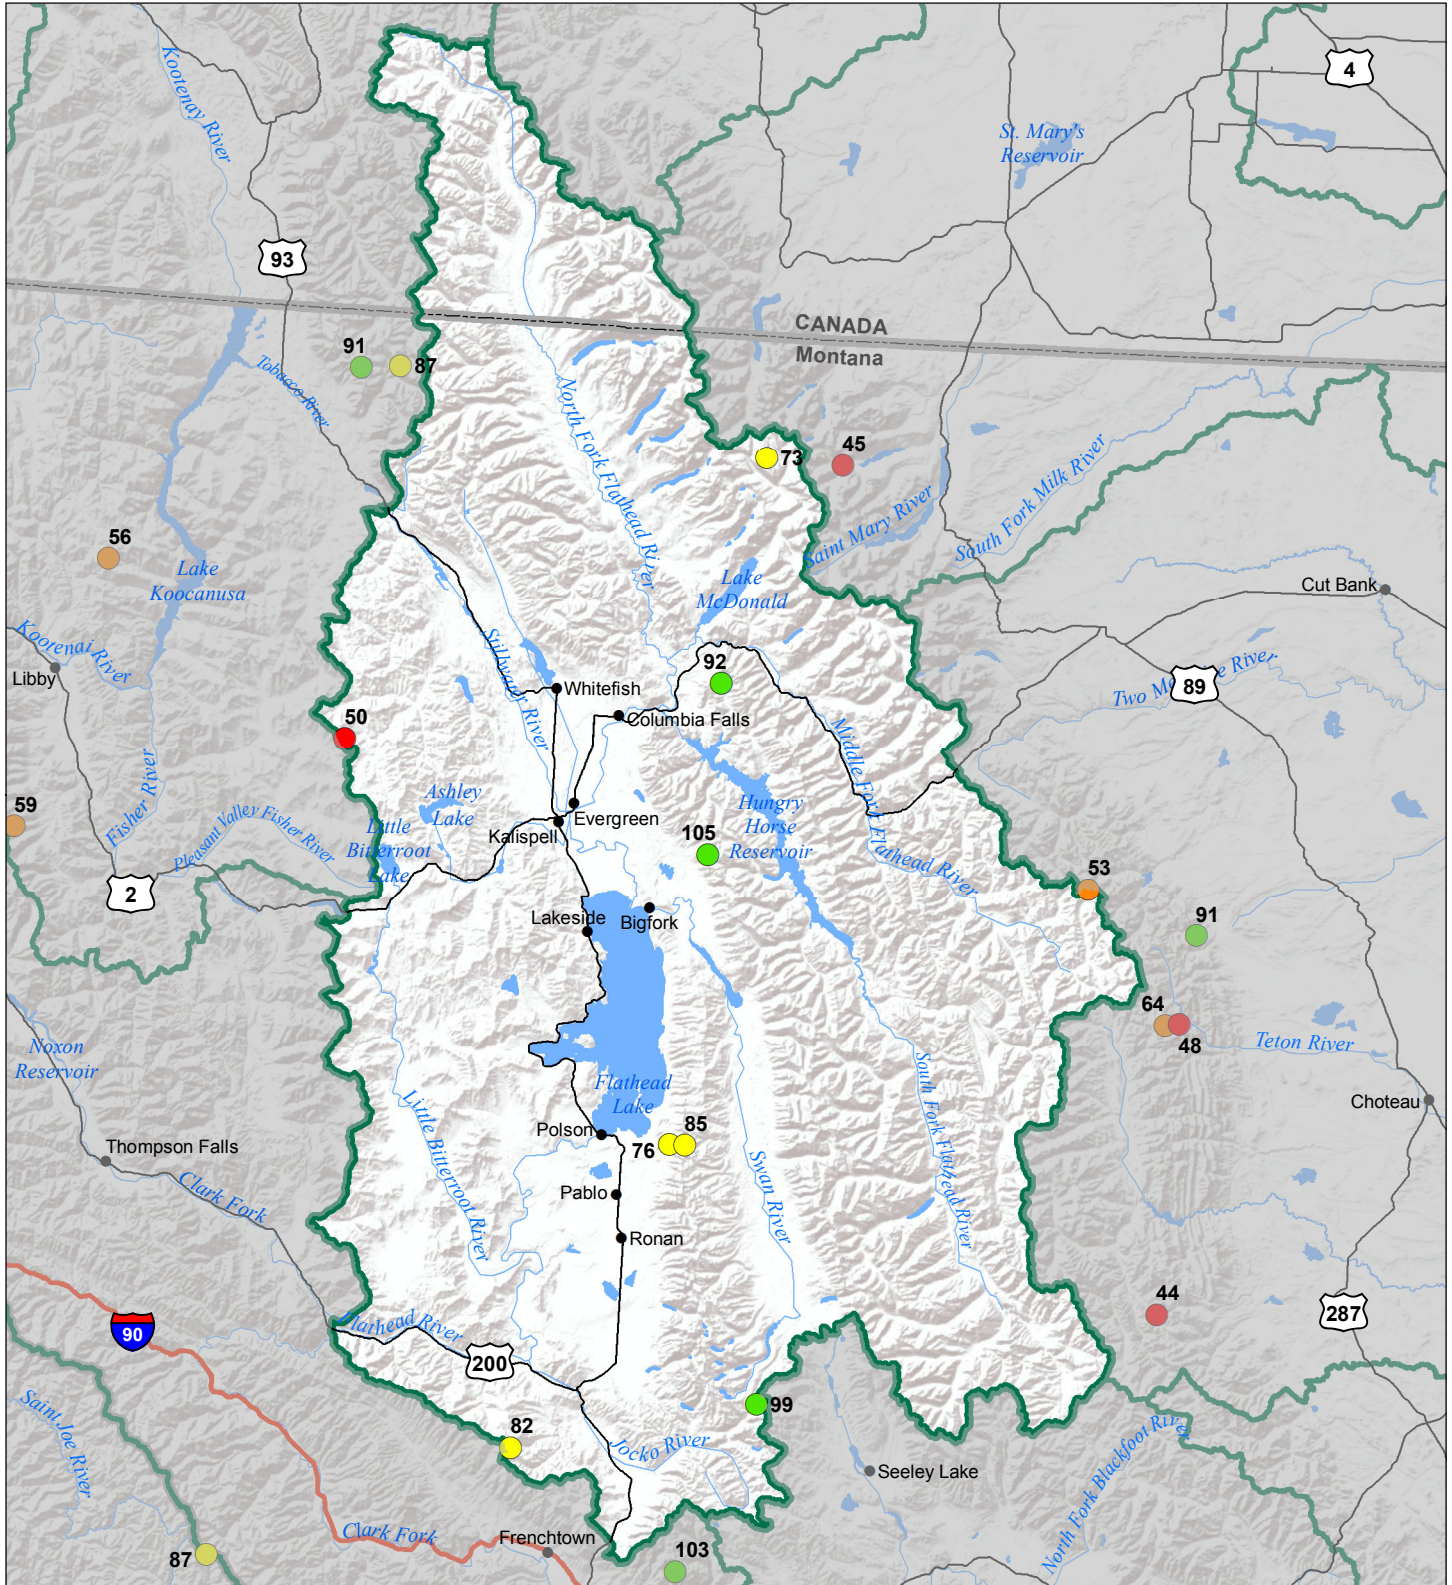 4
Kootenay River
St. Mary's
Reservoir
93
CANADA
Montana
91
87
Tobacco River
North Fork Flathead River
73
45
Saint Mary River
South Fork Milk River
56
Lake
Koocanusa
Lake
McDonald
Cut Bank
Koorenai River
Libby
Stillwater River
92
Whitefish
Columbia Falls
Two Me
e River
89
50
Middle Fork Flathead River
59
Fisher River
Pleasant Valley Fisher River
Ashley
Lake
Little
Bitterroot
Lake
Evergreen
Kalispell
Hungry
Horse
Reservoir
105
2
53
Lakeside
Bigfork
91
64
48
Teton River
Noxon
Reservoir
South Fork Flathead River
Flathead
Lake
Little Bitterroot River
Choteau
Polson
76
85
Thompson Falls
Swan River
Clark Fork
Pablo
Ronan
44
287
90
Flathead River
200
99
Saint Joe River
82
Jocko River
North Fork Blackfoot River
Seeley Lake
Clark Fork
Frenchtown
87
103